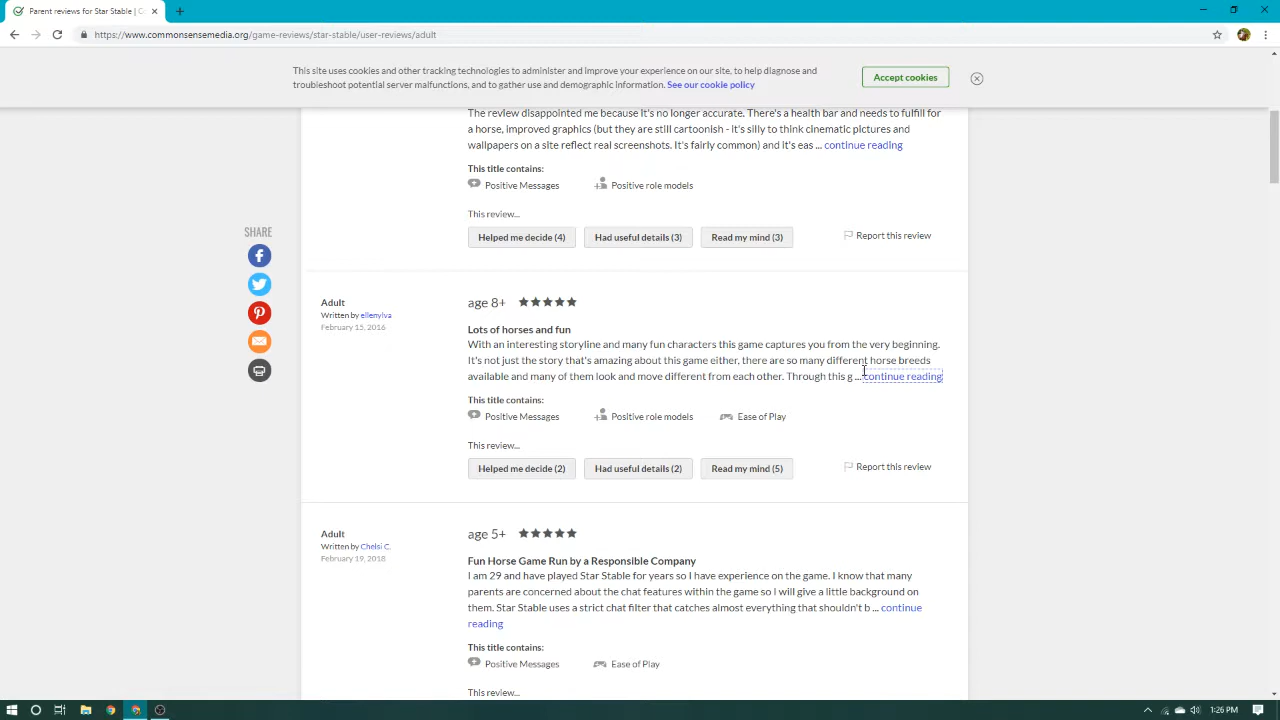 Parent reviews for Star Stable | C
https://www.commonsensemedia.org/game-reviews/star-stable/user-reviews/adult
This site uses cookies and other tracking technologies to administer and improve your experience on our site, to help diagnose and
troubleshoot potential server malfunctions, and to gather use and demographic information. See our cookie policy
Accept cookies
The review disappointed me because it's no longer accurate. There's a health bar and needs to fulfill for
a horse, improved graphics (but they are still cartoonish - it's silly to think cinematic pictures and
wallpapers on a site reflect real screenshots. It's fairly common) and it's eas ... continue reading
This title contains:
Positive Messages Positive role models
This review...
Helped me decide (4) Had useful details (3) Read my mind (3) Report this review
SHARE
Adult
Written by ellenylva
February 15, 2016
age 8+
Lots of horses and fun
With an interesting storyline and many fun characters this game captures you from the very beginning.
It's not just the story that's amazing about this game either, there are so many different horse breeds
available and many of them look and move different from each other. Through this g ... continue reading
This title contains:
Positive Messages Positive role models Ease of Play
This review...
Helped me decide (2) Had useful details (2) Read my mind (5) Report this review
Adult
Written by Chelsi C.
February 19, 2018
age 5+
Fun Horse Game Run by a Responsible Company
I am 29 and have played Star Stable for years so I have experience on the game. I know that many
parents are concerned about the chat features within the game so I will give a little background on
them. Star Stable uses a strict chat filter that catches almost everything that shouldn't b ... continue
reading
This title contains:
Positive Messages Ease of Play
This review...
1:26 PM